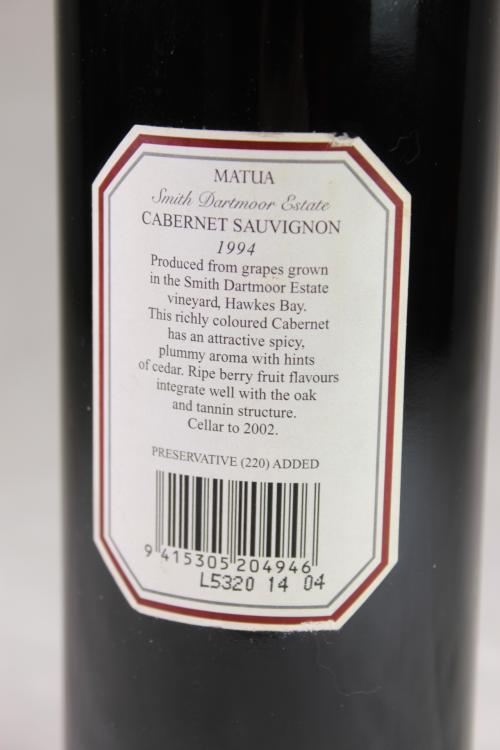 MATUA
Smith Dartmoor Estate
CABERNET SAUVIGNON
1994
Produced from grapes grown
in the Smith Dartmoor Estate
vineyard, Hawkes Bay.
This richly coloured Cabernet
has an attractive spicy,
plummy aroma with hints
of cedar. Ripe berry fruit flavours
integrate well with the oak
and tannin structure.
Cellar to 2002.
PRESERVATIVE (220) ADDED
9 415305 204946
L5320 14 04